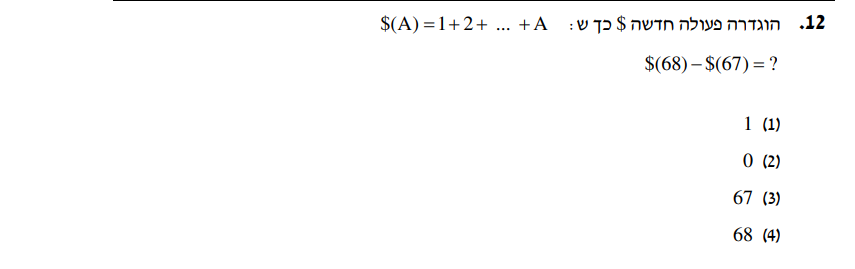 12. הוגדרה פעולה חדשה $ כך ש: $(A) = 1+2+ ... +A
$(68) – $(67) = ?
(1) 1
(2) 0
(3) 67
(4) 68